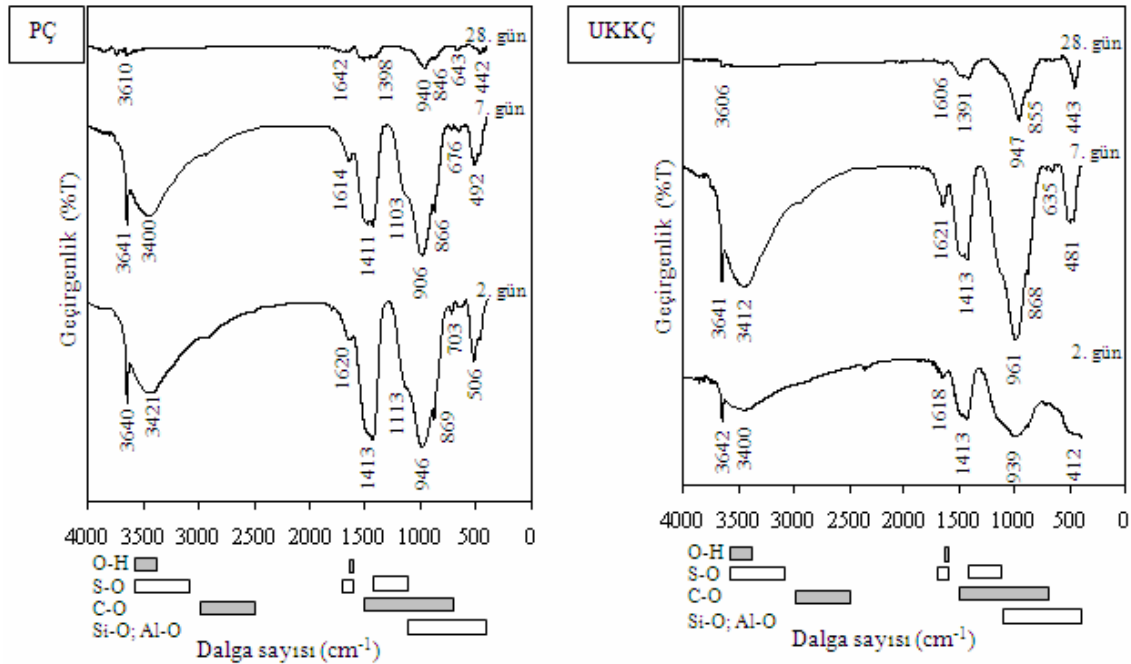 PÇ
28. gün
3610
1642
1398
940
846
643
442
7. gün
3641
3400
1614
1411
1103
906
866
676
492
2. gün
3640
3421
1620
1413
1113
946
869
703
506
Geçirgenlik (%T)
4000 3500 3000 2500 2000 1500 1000 500 0
O-H
S-O
C-O
Si-O; Al-O
Dalga sayısı (cm⁻¹)
UKKÇ
28. gün
3606
1606
1391
947
855
443
7. gün
3641
3412
1621
1413
961
868
635
481
2. gün
3642
3400
1618
1413
939
412
Geçirgenlik (%T)
4000 3500 3000 2500 2000 1500 1000 500 0
O-H
S-O
C-O
Si-O; Al-O
Dalga sayısı (cm⁻¹)